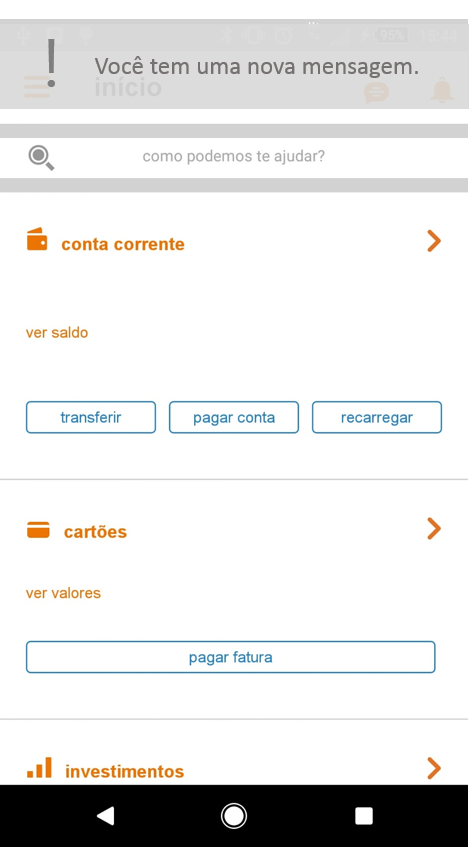 95%
Você tem uma nova mensagem.
início
como podemos te ajudar?
conta corrente
ver saldo
transferir pagar conta recarregar
cartões
ver valores
pagar fatura
investimentos